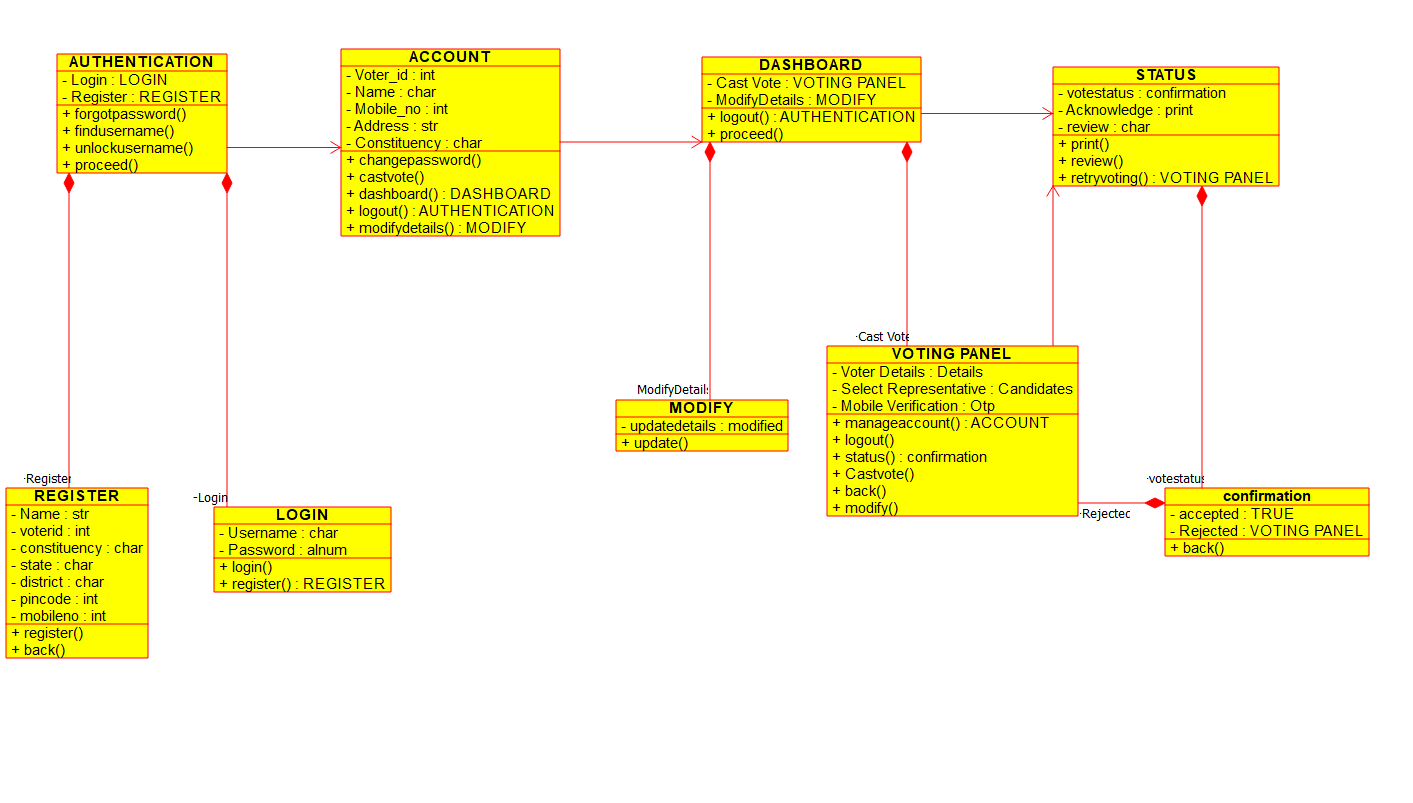 AUTHENTICATION
- Login : LOGIN
- Register : REGISTER
+ forgotpassword()
+ findusername()
+ unlockusername()
+ proceed()
ACCOUNT
- Voter_id : int
- Name : char
- Mobile_no : int
- Address : str
- Constituency : char
+ changepassword()
+ castvote()
+ dashboard() : DASHBOARD
+ logout() : AUTHENTICATION
+ modifydetails() : MODIFY
DASHBOARD
- Cast Vote : VOTING PANEL
- ModifyDetails : MODIFY
+ logout() : AUTHENTICATION
+ proceed()
STATUS
- votestatus : confirmation
- Acknowledge : print
- review : char
+ print()
+ review()
+ retryvoting() : VOTING PANEL
-Cast Vote
VOTING PANEL
- Voter Details : Details
- Select Representative : Candidates
- Mobile Verification : Otp
+ manageaccount() : ACCOUNT
+ logout()
+ status() : confirmation
+ Castvote()
+ back()
+ modify()
ModifyDetails
MODIFY
- updatedetails : modified
+ update()
-Register
REGISTER
- Name : str
- voterid : int
- constituency : char
- state : char
- district : char
- pincode : int
- mobileno : int
+ register()
+ back()
-Login
LOGIN
- Username : char
- Password : alnum
+ login()
+ register() : REGISTER
-votestatus
-Rejected
confirmation
- accepted : TRUE
- Rejected : VOTING PANEL
+ back()